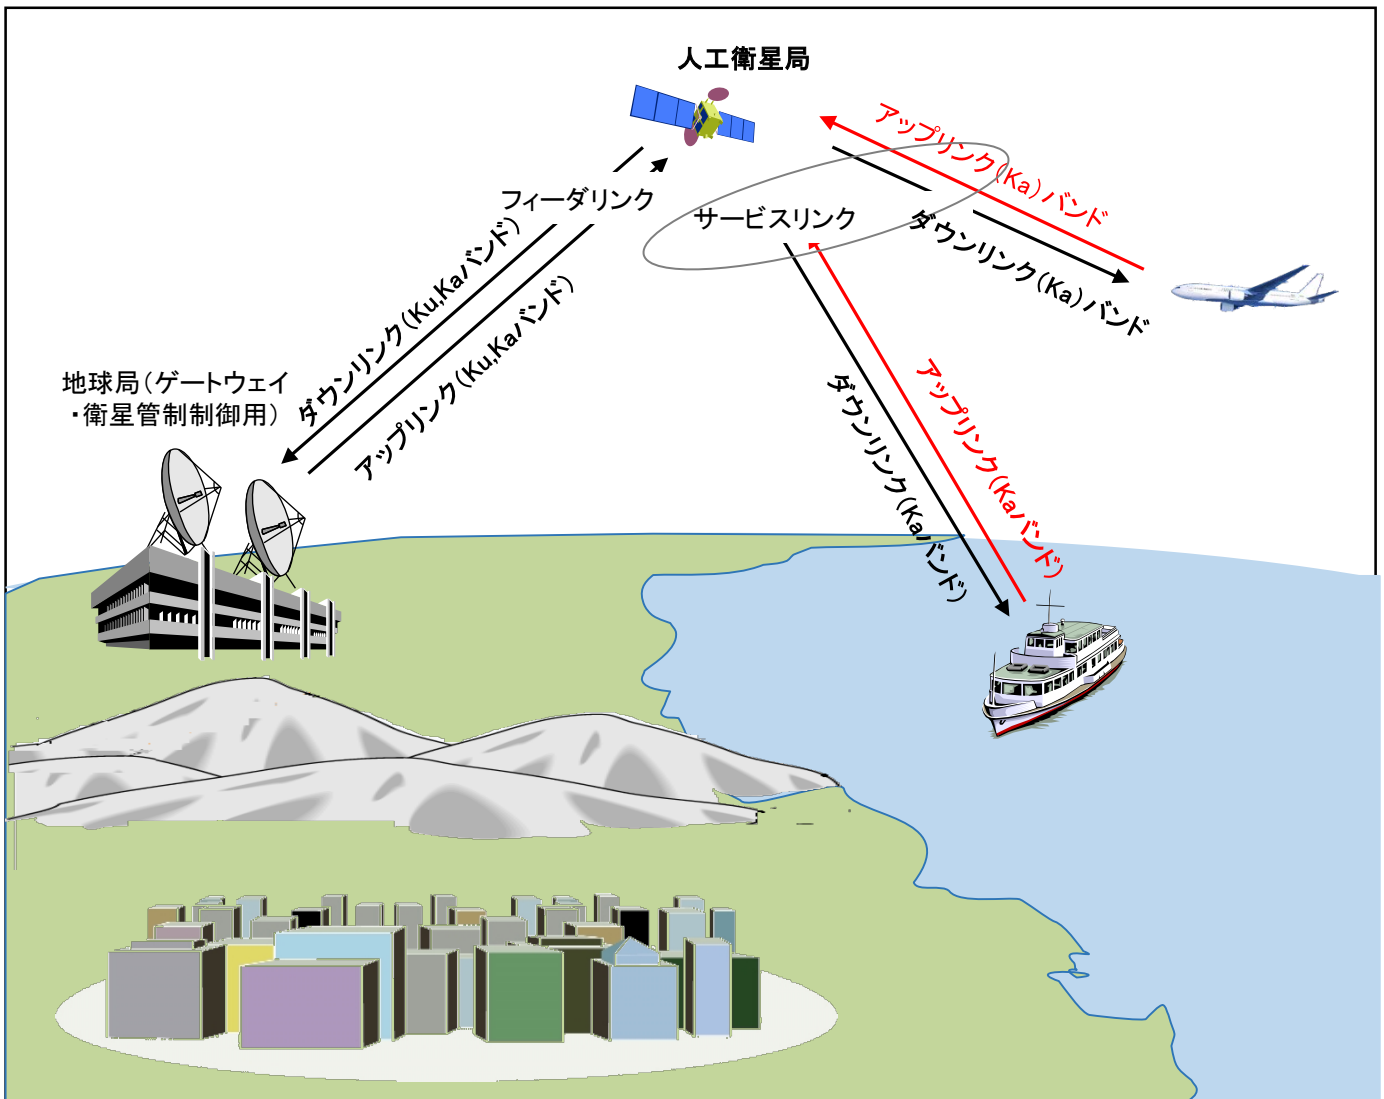 人工衛星局
アップリンク(Ka)バンド
フィーダリンク
サービスリンク
ダウンリンク(Ka)バンド
ダウンリンク(Ku,Kaバンド)
アップリンク(Ku,Kaバンド)
地球局(ゲートウェイ
・衛星管制制御用)
ダウンリンク(Kaバンド)
アップリンク(Kaバンド)